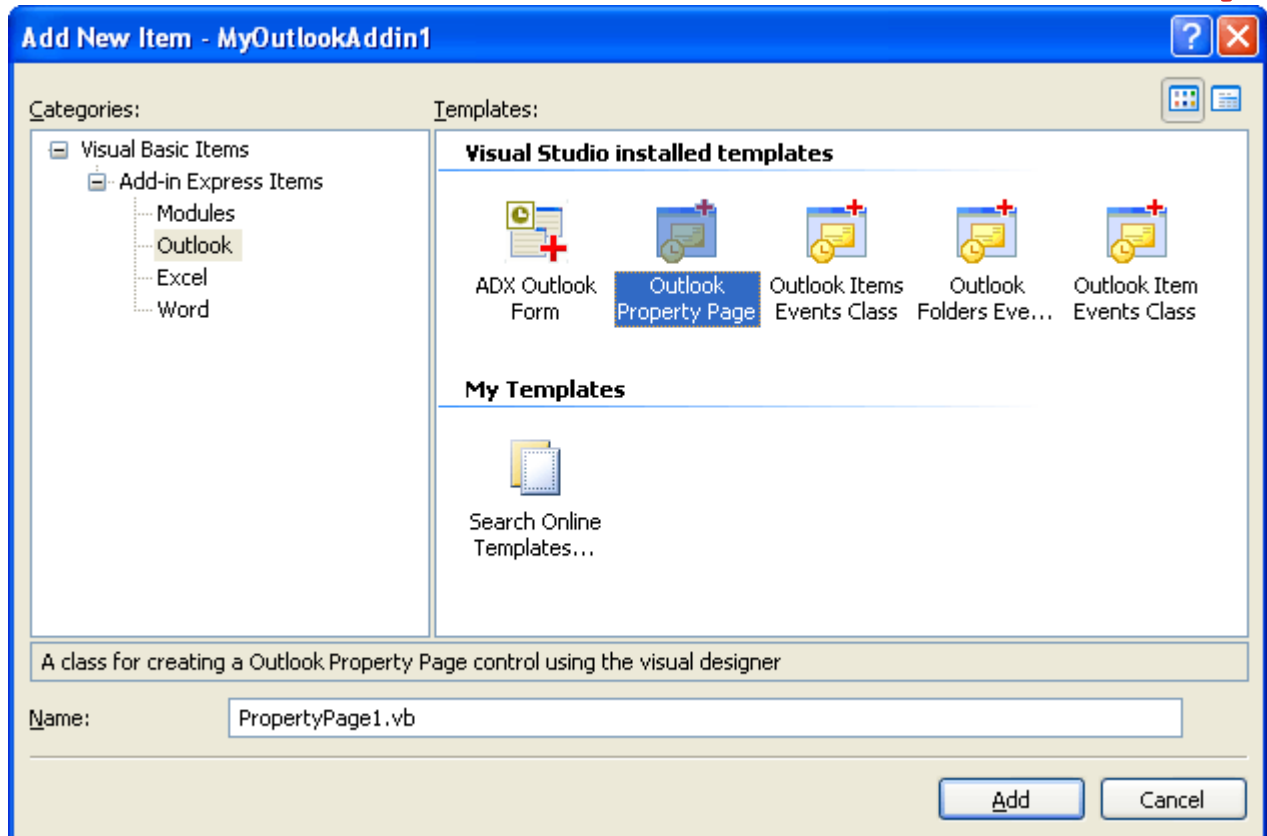 Add New Item - MyOutlookAddin1
Categories:
Templates:
Visual Basic Items
Add-in Express Items
Modules
Outlook
Excel
Word
Visual Studio installed templates
ADX Outlook
Form
Outlook
Property Page
Outlook Items
Events Class
Outlook
Folders Eve...
Outlook Item
Events Class
My Templates
Search Online
Templates...
A class for creating a Outlook Property Page control using the visual designer
Name:
PropertyPage1.vb
Add
Cancel